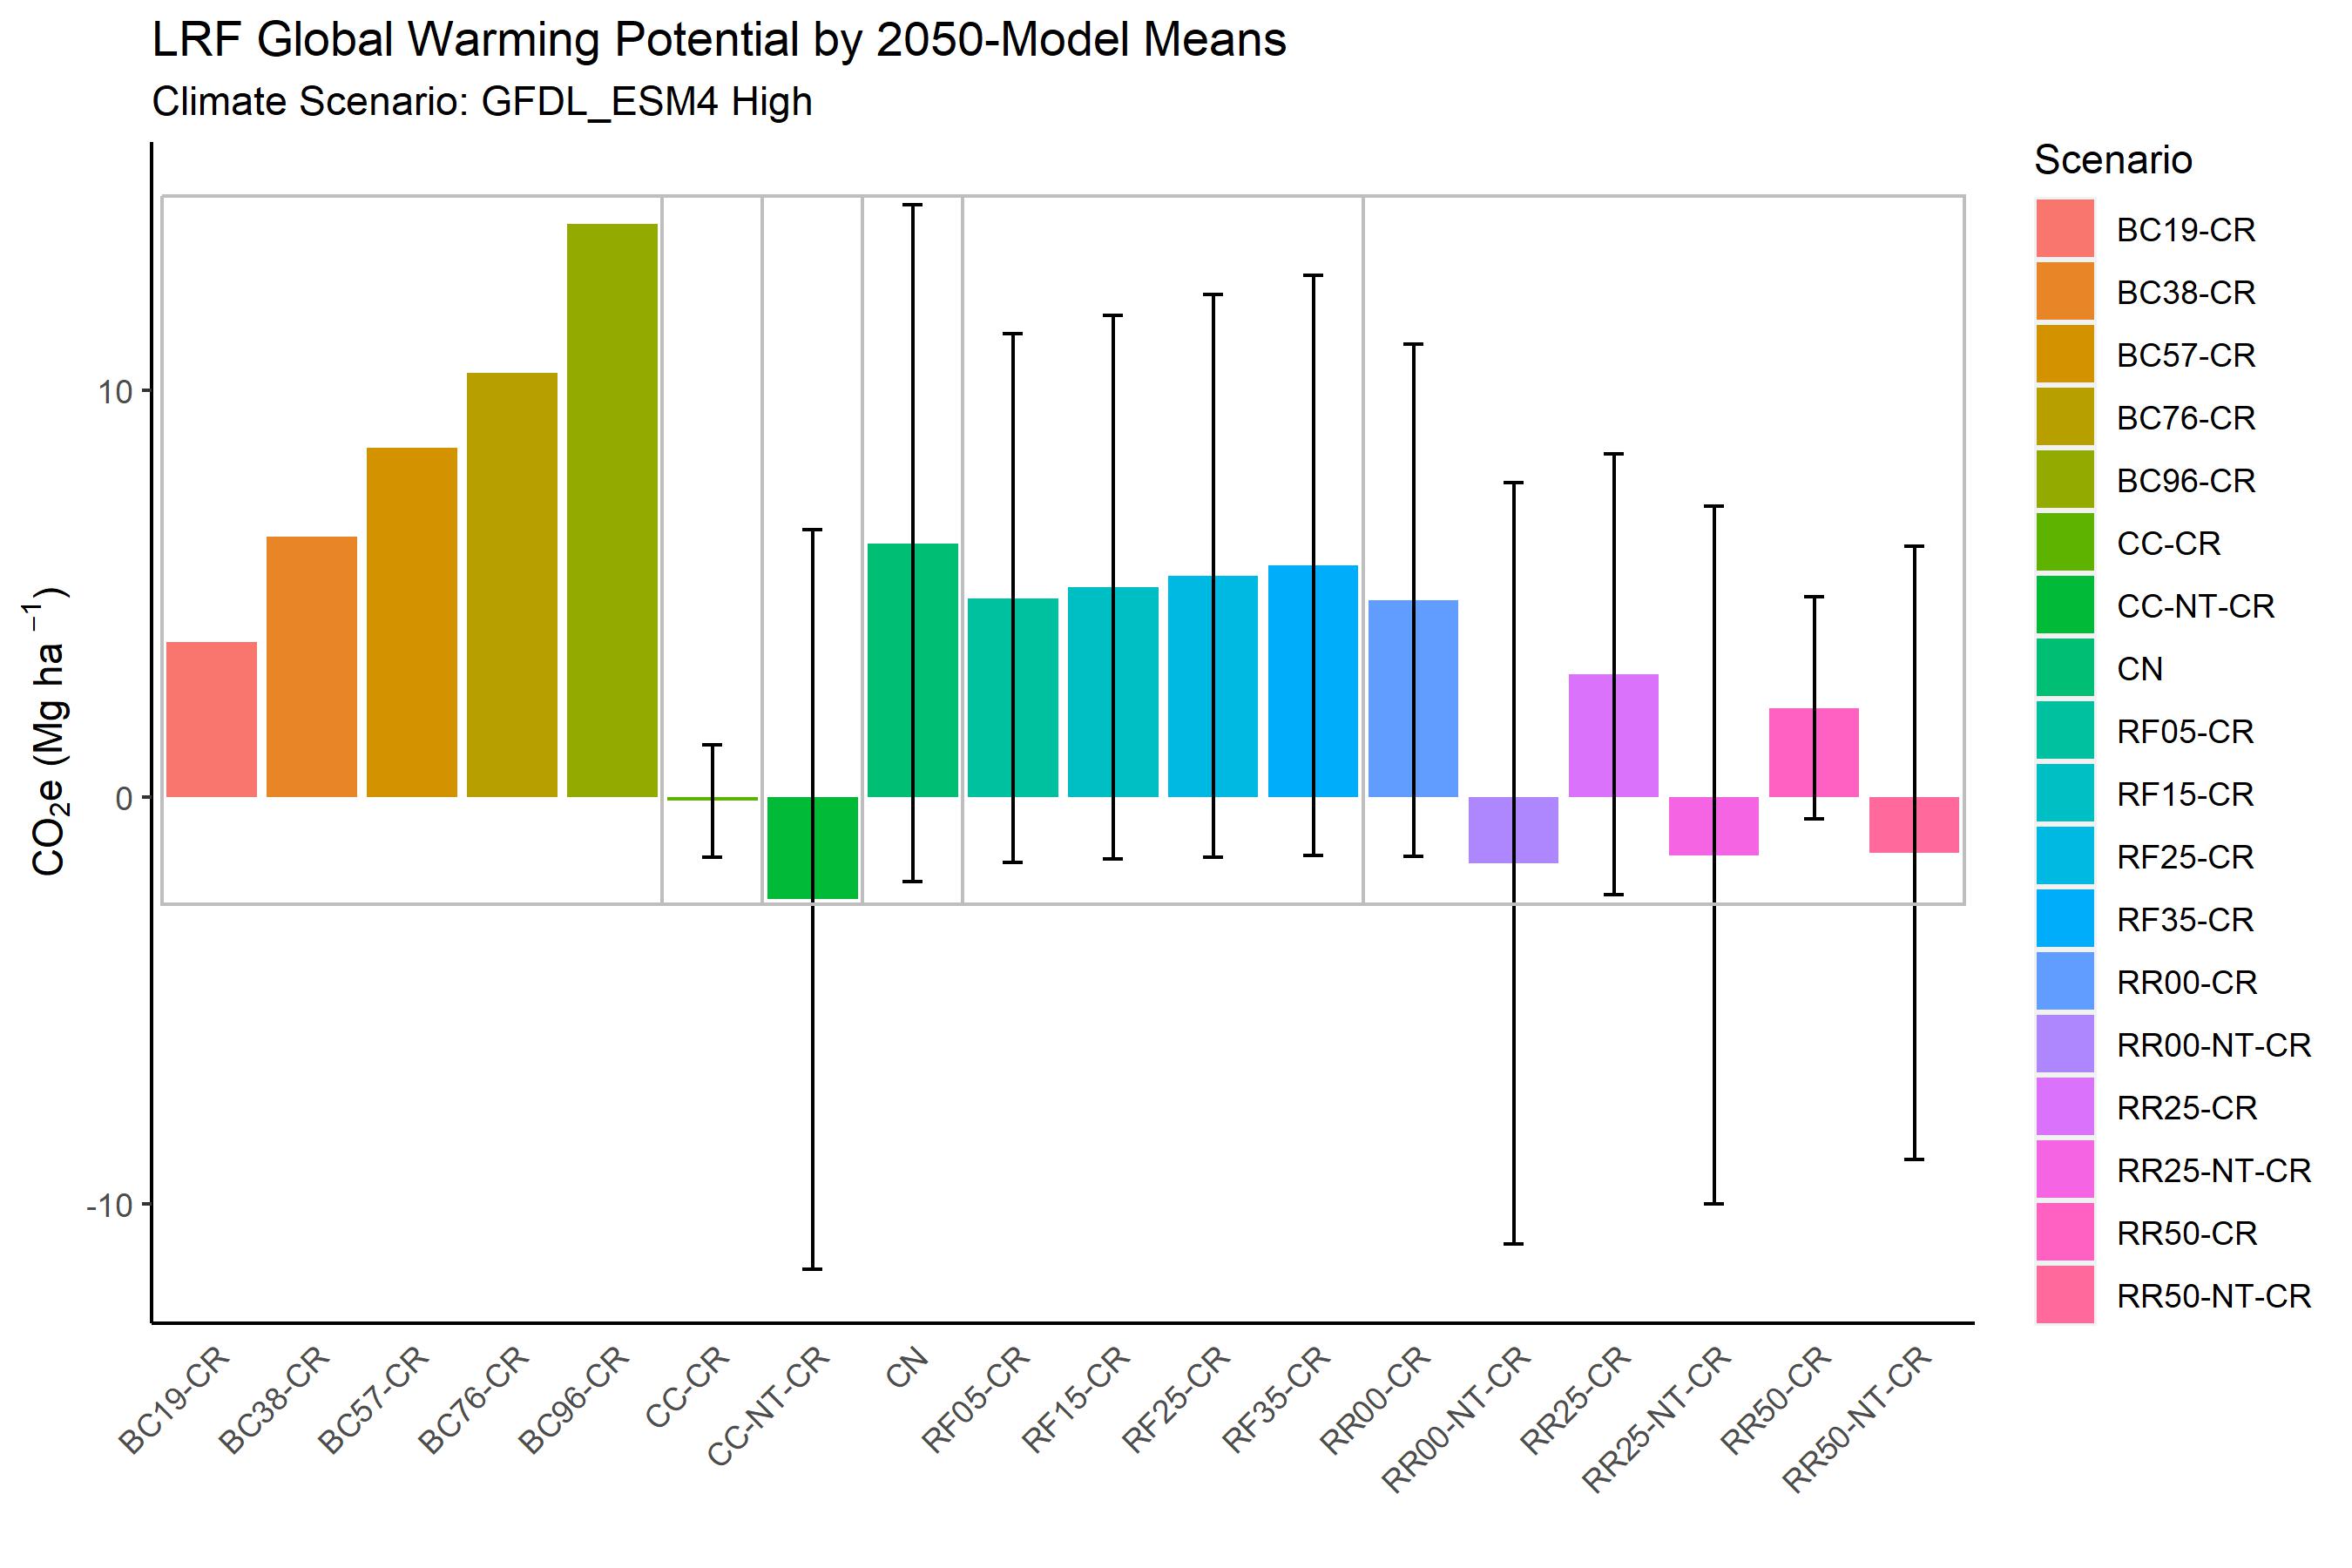 LRF Global Warming Potential by 2050-Model Means
Climate Scenario: GFDL_ESM4 High
CO₂e (Mg ha ⁻¹)
10
0
-10
BC19-CR
BC38-CR
BC57-CR
BC76-CR
BC96-CR
CC-CR
CC-NT-CR
CN
RF05-CR
RF15-CR
RF25-CR
RF35-CR
RR00-CR
RR00-NT-CR
RR25-CR
RR25-NT-CR
RR50-CR
RR50-NT-CR
Scenario
BC19-CR
BC38-CR
BC57-CR
BC76-CR
BC96-CR
CC-CR
CC-NT-CR
CN
RF05-CR
RF15-CR
RF25-CR
RF35-CR
RR00-CR
RR00-NT-CR
RR25-CR
RR25-NT-CR
RR50-CR
RR50-NT-CR